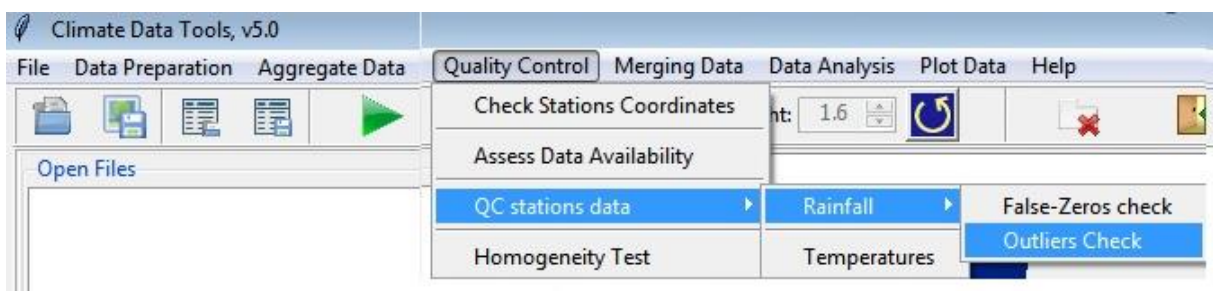 Climate Data Tools, v5.0
File Data Preparation Aggregate Data Quality Control Merging Data Data Analysis Plot Data Help
Check Stations Coordinates
ht: 1.6
Assess Data Availability
Open Files
QC stations data Rainfall False-Zeros check
Outliers Check
Homogeneity Test Temperatures